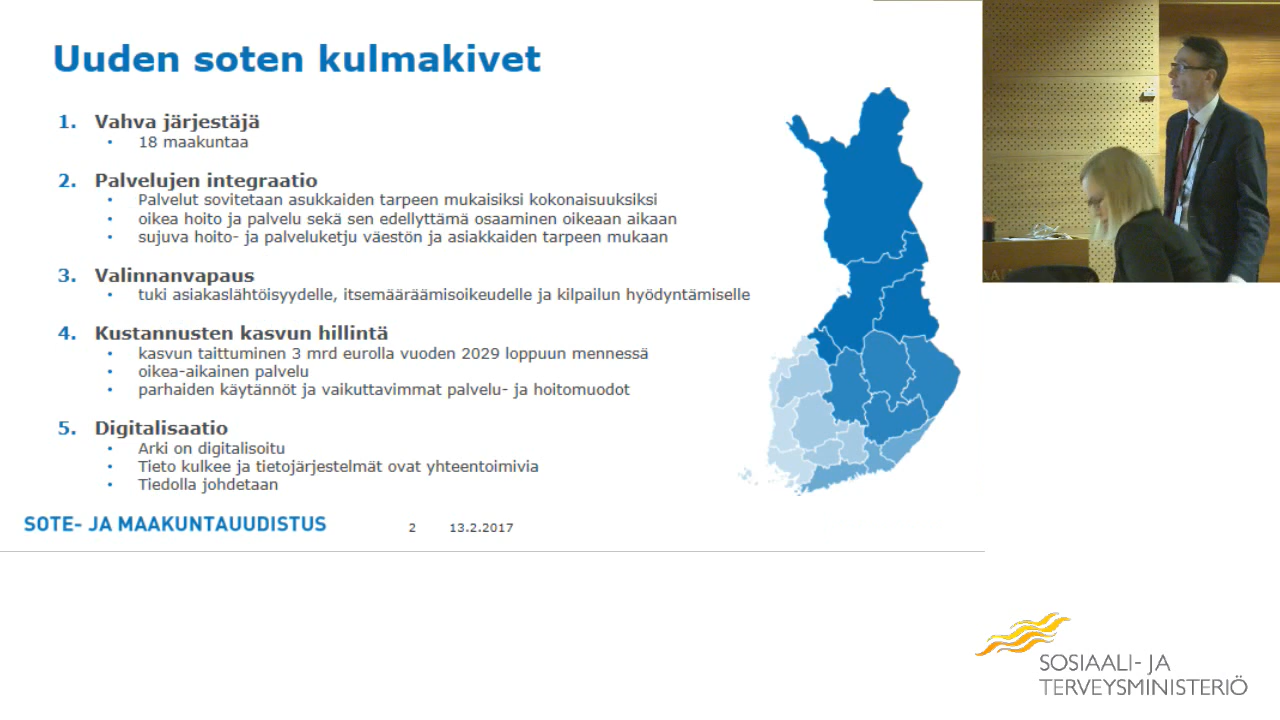 Uuden soten kulmakivet
1. Vahva järjestäjä
• 18 maakuntaa
2. Palvelujen integraatio
• Palvelut sovitetaan asukkaiden tarpeen mukaisiksi kokonaisuuksiksi
• oikea hoito ja palvelu sekä sen edellyttämä osaaminen oikeaan aikaan
• sujuva hoito- ja palveluketju väestön ja asiakkaiden tarpeen mukaan
3. Valinnanvapaus
• tuki asiakaslähtöisyydelle, itsemääräämisoikeudelle ja kilpailun hyödyntämiselle
4. Kustannusten kasvun hillintä
• kasvun taittuminen 3 mrd eurolla vuoden 2029 loppuun mennessä
• oikea-aikainen palvelu
• parhaiden käytännöt ja vaikuttavimmat palvelu- ja hoitomuodot
5. Digitalisaatio
• Arki on digitalisoitu
• Tieto kulkee ja tietojärjestelmät ovat yhteentoimivia
• Tiedolla johdetaan
SOTE- JA MAAKUNTAUUDISTUS 2 13.2.2017
SOSIAALI- JA
TERVEYSMINISTERIÖ